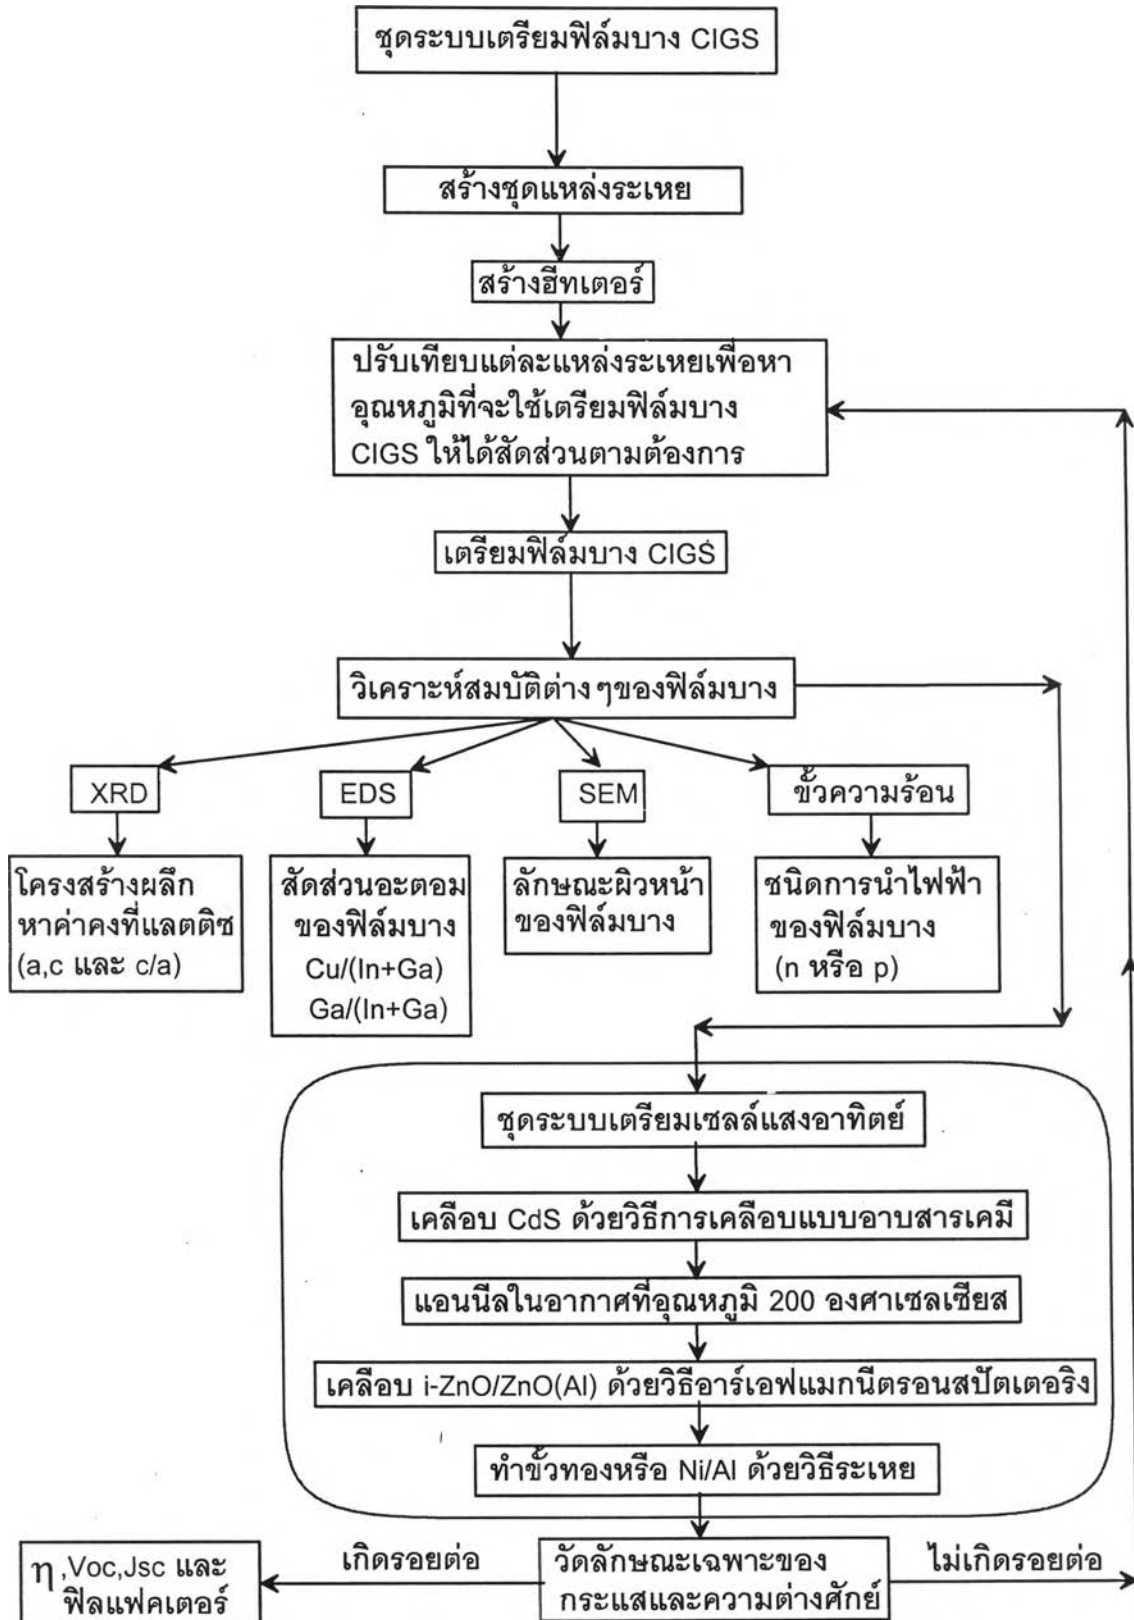 ชุดระบบเตรียมฟิล์มบาง CIGS
สร้างชุดแหล่งระเหย
สร้างฮีทเตอร์
ปรับเทียบแต่ละแหล่งระเหยเพื่อหา
อุณหภูมิที่จะใช้เตรียมฟิล์มบาง
CIGS ให้ได้สัดส่วนตามต้องการ
เตรียมฟิล์มบาง CIGS
วิเคราะห์สมบัติต่าง ๆของฟิล์มบาง
XRD
EDS
SEM
ขั้วความร้อน
โครงสร้างผลึก
หาค่าคงที่แลตติซ
(a,c และ c/a)
สัดส่วนอะตอม
ของฟิล์มบาง
Cu/(In+Ga)
Ga/(In+Ga)
ลักษณะผิวหน้า
ของฟิล์มบาง
ชนิดการนำไฟฟ้า
ของฟิล์มบาง
(n หรือ p)
ชุดระบบเตรียมเซลล์แสงอาทิตย์
เคลือบ CdS ด้วยวิธีการเคลือบแบบอาบสารเคมี
แอนนีลในอากาศที่อุณหภูมิ 200 องศาเซลเซียส
เคลือบ i-ZnO/ZnO(Al) ด้วยวิธีอาร์เอฟแมกนีตรอนสปัตเตอริง
ทำขั้วทองหรือ Ni/Al ด้วยวิธีระเหย
วัดลักษณะเฉพาะของ
กระแสและความต่างศักย์
เกิดรอยต่อ
ไม่เกิดรอยต่อ
η,Voc,Jsc และ
ฟิลแฟคเตอร์